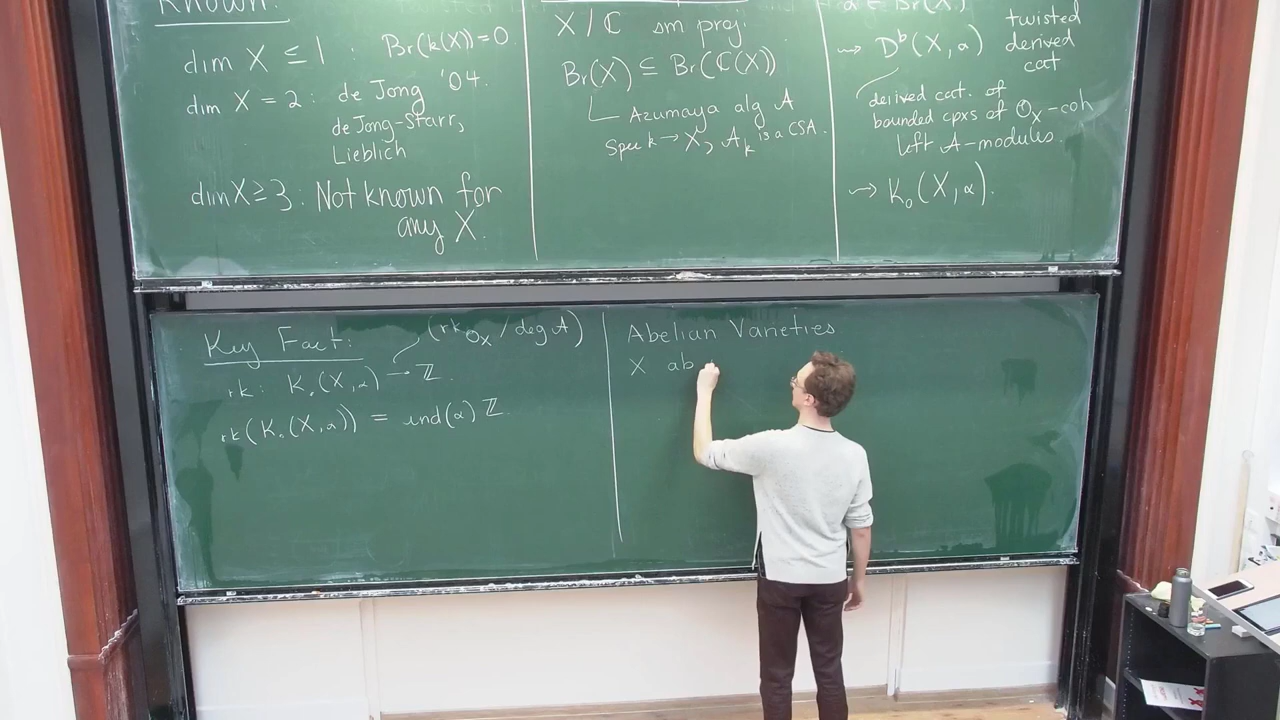 Known:
dim X ≤ 1 : Br(k(X)) = 0
dim X = 2 : de Jong '04.
de Jong-Starr,
Lieblich
dim X ≥ 3 : Not known for
any X.
X / ℂ sm proj
Br(X) ⊆ Br(ℂ(X))
Azumaya alg A
Spec k → X, A_k is a CSA.
α ∈ Br(X)
⇝ D^b(X, α) twisted
derived
cat
derived cat. of
bounded cpxs of O_X-coh
left A-modules.
⇝ K_0(X, α).
Key Fact: (rk_{O_X} / deg A)
rk: K_0(X, α) → ℤ.
rk(K_0(X, α)) = ind(α) ℤ.
Abelian Varieties
X ab